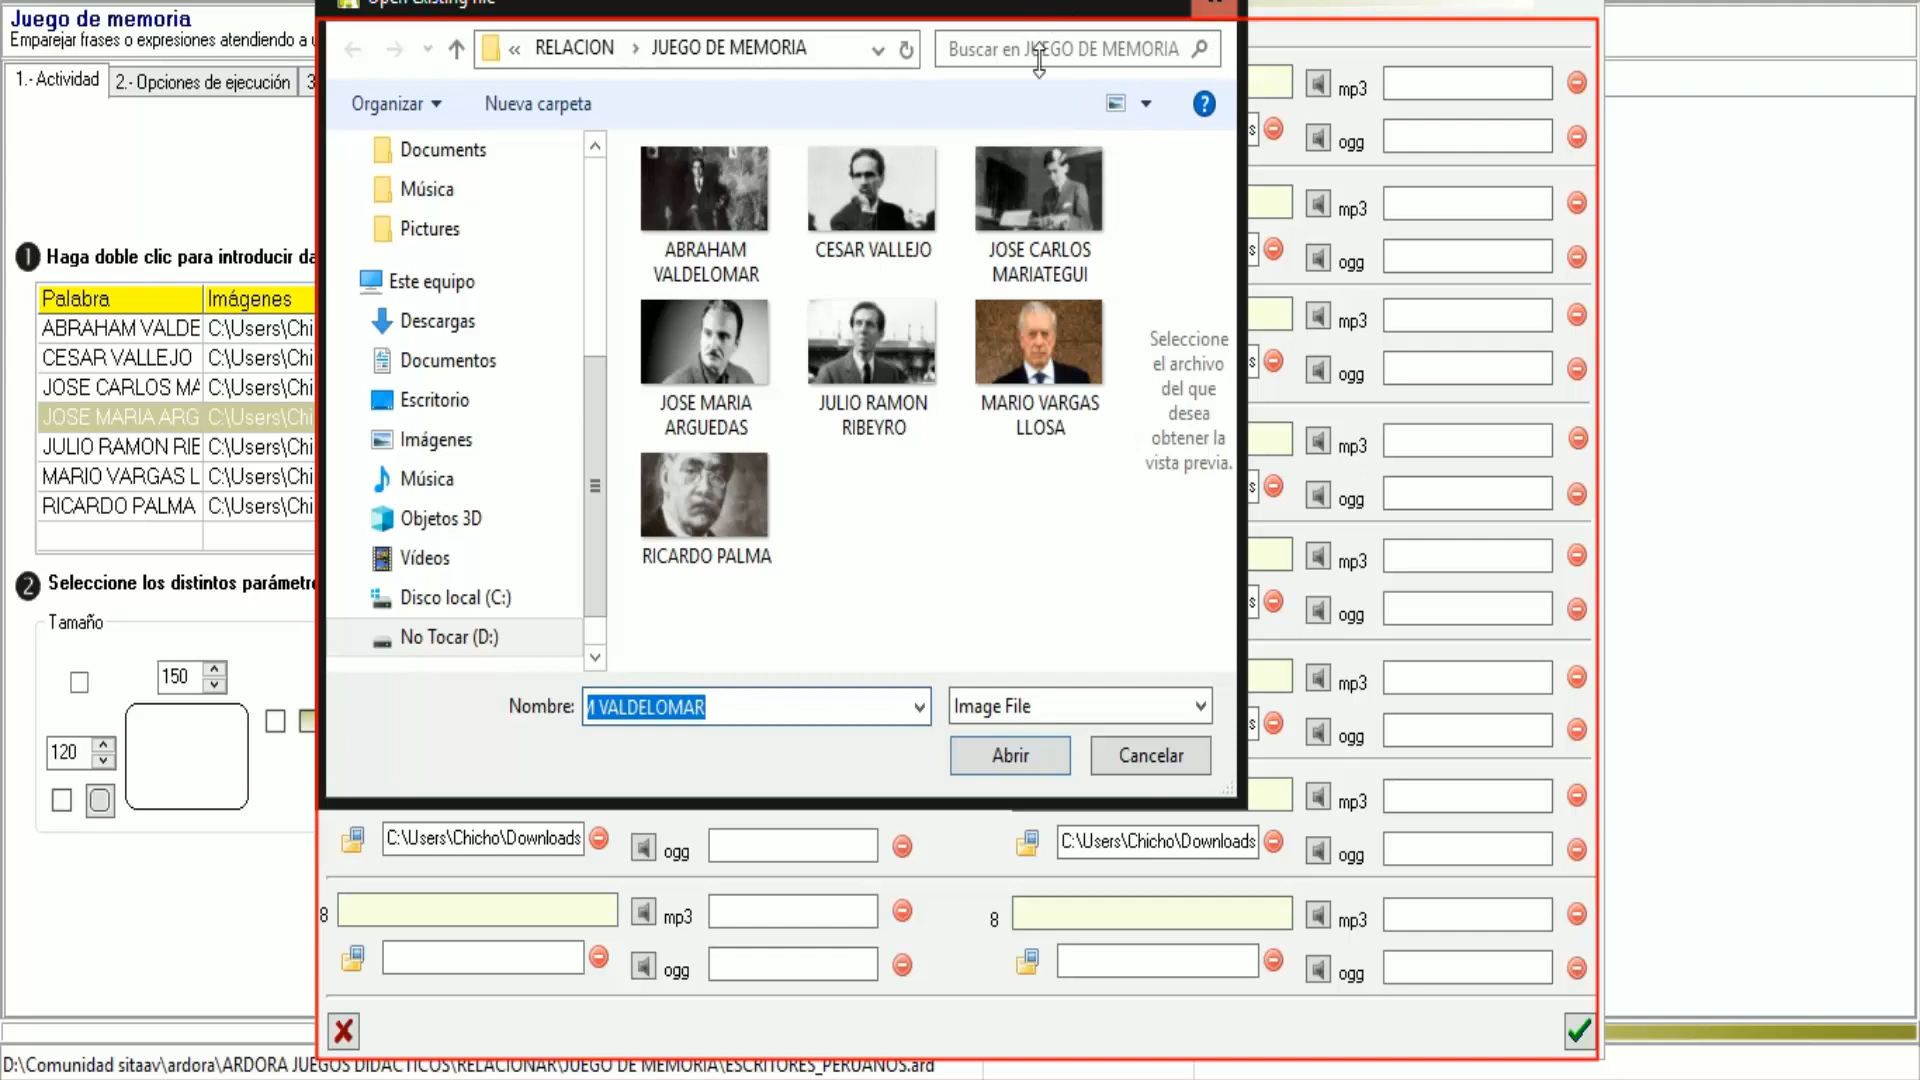 Juego de memoria
Emparejar frases o expresiones atendiendo a u
1.- Actividad
2.- Opciones de ejecución
3
Open existing file
« RELACION › JUEGO DE MEMORIA
Buscar en JUEGO DE MEMORIA
Organizar
Nueva carpeta
Documents
Música
Pictures
Este equipo
Descargas
Documentos
Escritorio
Imágenes
Música
Objetos 3D
Vídeos
Disco local (C:)
No Tocar (D:)
ABRAHAM
VALDELOMAR
CESAR VALLEJO
JOSE CARLOS
MARIATEGUI
JOSE MARIA
ARGUEDAS
JULIO RAMON
RIBEYRO
MARIO VARGAS
LLOSA
RICARDO PALMA
Seleccione
el archivo
del que
desea
obtener la
vista previa.
Nombre:
M VALDELOMAR
Image File
Abrir
Cancelar
1 Haga doble clic para introducir da
Palabra Imágenes
ABRAHAM VALDE C:\Users\Chi
CESAR VALLEJO C:\Users\Chi
JOSE CARLOS MA C:\Users\Chi
JOSE MARIA ARG C:\Users\Chi
JULIO RAMON RIE C:\Users\Chi
MARIO VARGAS L C:\Users\Chi
RICARDO PALMA C:\Users\Chi
2 Seleccione los distintos parámetro
Tamaño
150
120
mp3
s
ogg
mp3
s
ogg
mp3
s
ogg
mp3
s
ogg
mp3
s
ogg
mp3
s
ogg
mp3
C:\Users\Chicho\Downloads
ogg
C:\Users\Chicho\Downloads
ogg
8
mp3
8
mp3
ogg
ogg
D:\Comunidad sitaav\ardora\ARDORA JUEGOS DIDACTICOS\RELACIONAR\JUEGO DE MEMORIA\ESCRITORES_PERUANOS.ard